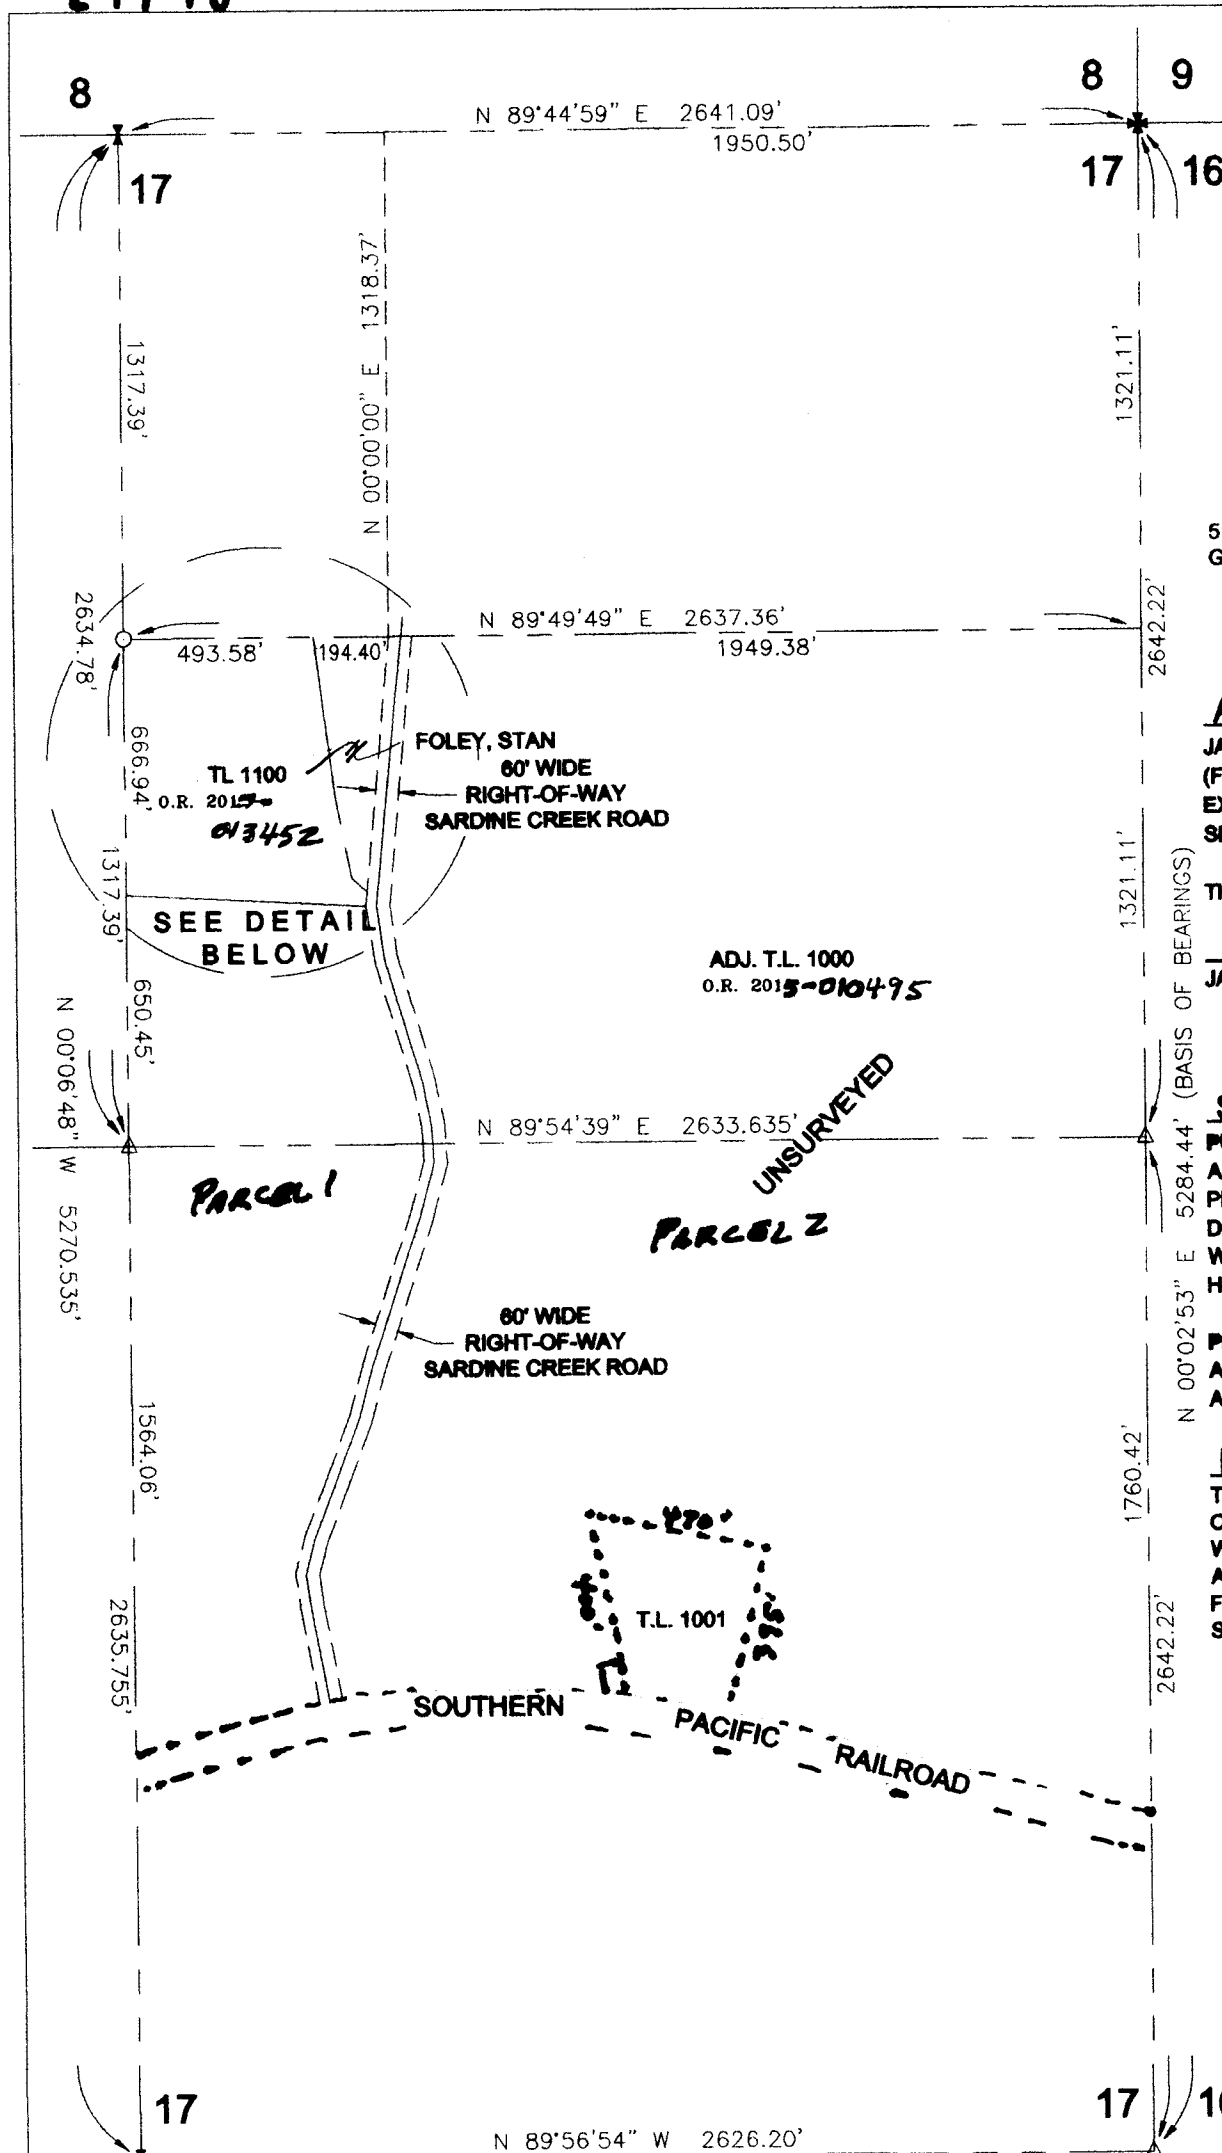 8
8 9
N 89°44'59" E 2641.09'
1950.50'
17
17 16
N 00°00'00" E 1318.37'
1317.39'
1321.11'
2634.78'
2642.22'
N 89°49'49" E 2637.36'
493.58' 194.40' 1949.38'
666.94'
FOLEY, STAN
TL 1100
60' WIDE
RIGHT-OF-WAY
SARDINE CREEK ROAD
O.R. 2017-
013452
1317.39'
1321.11'
SEE DETAIL
BELOW
ADJ. T.L. 1000
O.R. 2015-010495
650.45'
N 00°06'48" W 5270.535'
N 00°02'53" E 5284.44' (BASIS OF BEARINGS)
UNSURVEYED
N 89°54'39" E 2633.635'
PARCEL 1
PARCEL 2
60' WIDE
RIGHT-OF-WAY
SARDINE CREEK ROAD
1564.06'
1760.42'
470'
T.L. 1001
2635.755'
2642.22'
SOUTHERN PACIFIC RAILROAD
17
17
N 89°56'54" W 2626.20'